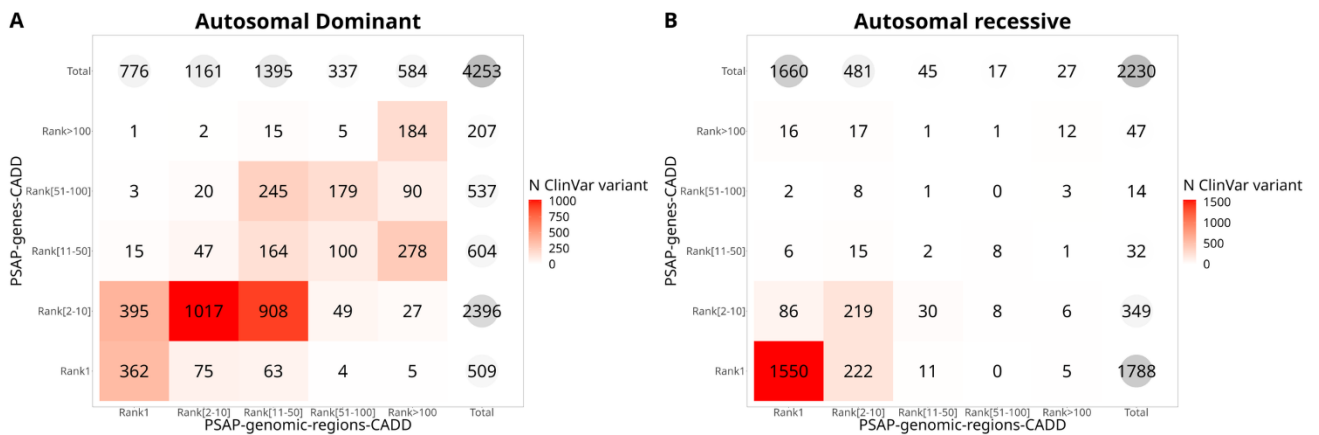 A
Autosomal Dominant
Total 776 1161 1395 337 584 4253
Rank>100 1 2 15 5 184 207
Rank[51-100] 3 20 245 179 90 537
Rank[11-50] 15 47 164 100 278 604
Rank[2-10] 395 1017 908 49 27 2396
Rank1 362 75 63 4 5 509
Rank1 Rank[2-10] Rank[11-50] Rank[51-100] Rank>100 Total
PSAP-genomic-regions-CADD
PSAP-genes-CADD
N ClinVar variant
1000
750
500
250
0
B
Autosomal recessive
Total 1660 481 45 17 27 2230
Rank>100 16 17 1 1 12 47
Rank[51-100] 2 8 1 0 3 14
Rank[11-50] 6 15 2 8 1 32
Rank[2-10] 86 219 30 8 6 349
Rank1 1550 222 11 0 5 1788
Rank1 Rank[2-10] Rank[11-50] Rank[51-100] Rank>100 Total
PSAP-genomic-regions-CADD
PSAP-genes-CADD
N ClinVar variant
1500
1000
500
0